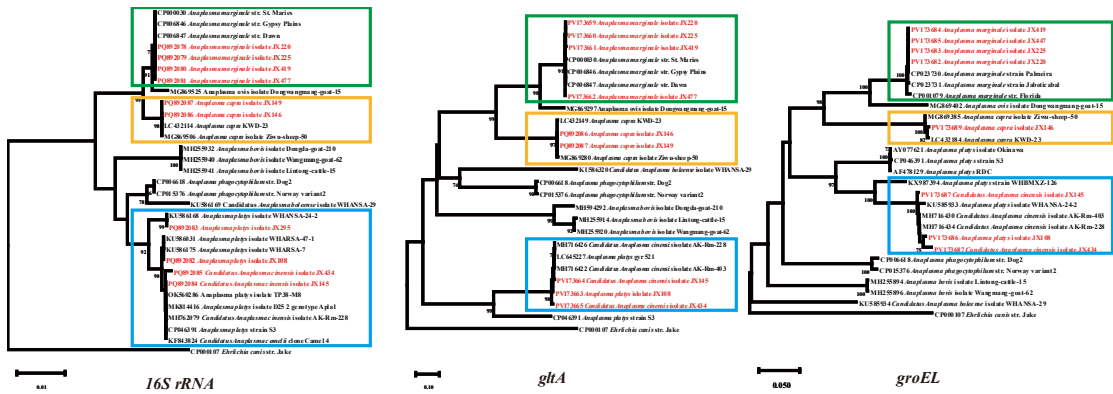 CP000030 Anaplasma marginale str. St. Maries
CP006846 Anaplasma marginale str. Gypsy Plains
CP006847 Anaplasma marginale str. Dawn
PQ892078 Anaplasma marginale isolate JX220
PQ892079 Anaplasma marginale isolate JX225
PQ892080 Anaplasma marginale isolate JX419
PQ892081 Anaplasma marginale isolate JX477
MG869525 Anaplasma ovis isolate Dongwangmang-goat-15
PQ892087 Anaplasma capra isolate JX149
PQ892086 Anaplasma capra isolate JX146
LC432114 Anaplasma capra KWD-23
MG869506 Anaplasma capra isolate Ziwu-sheep-50
MH255932 Anaplasma bovis isolate Dongda-goat-210
MH255940 Anaplasma bovis isolate Wangmang-goat-62
MH255941 Anaplasma bovis isolate Lintong-cattle-15
CP006618 Anaplasma phagocytophilum str. Dog2
CP015376 Anaplasma phagocytophilum str. Norway variant2
KU586169 Candidatus Anaplasma boleense isolate WHANSA-29
KU586168 Anaplasma platys isolate WHANSA-24-2
PQ892083 Anaplasma platys isolate JX295
KU586031 Anaplasma platys isolate WHARSA-47-1
KU586175 Anaplasma platys isolate WHARSA-7
PQ892082 Anaplasma platys isolate JX108
PQ892085 Candidatus Anaplasma cinensis isolate JX434
PQ892084 Candidatus Anaplasma cinensis isolate JX145
OK560286 Anaplasma platys isolate TP38-M8
MK814416 Anaplasma platys isolate D25 2 genotype Apla1
MH762079 Candidatus Anaplasma cinensis isolate AK-Rm-228
CP046391 Anaplasma platys strain S3
KF843824 Candidatus Anaplasma camelii clone Camel4
CP000107 Ehrlichia canis str. Jake
0.01
16S rRNA
PV173659 Anaplasma marginale isolate JX220
PV173660 Anaplasma marginale isolate JX225
PV173661 Anaplasma marginale isolate JX419
CP000030 Anaplasma marginale str. St Maries
CP006846 Anaplasma marginale str. Gypsy Plains
CP006847 Anaplasma marginale str. Dawn
PV173662 Anaplasma marginale isolate JX477
MG869297 Anaplasma ovis isolate Dongwangmang-goat-15
LC432149 Anaplasma capra KWD-23
PQ892086 Anaplasma capra isolate JX146
PQ892087 Anaplasma capra isolate JX149
MG869280 Anaplasma capra isolate Ziwu-sheep-50
KU586320 Candidatus Anaplasma boleense isolate WHANSA-29
CP006618 Anaplasma phagocytophilum str. Dog2
CP015376 Anaplasma phagocytophilum str. Norway variant2
MH594292 Anaplasma bovis isolate Dongda-goat-210
MH255914 Anaplasma bovis isolate Lintong-cattle-15
MH255920 Anaplasma bovis isolate Wangmang-goat-62
MH716426 Candidatus Anaplasma cinensis isolate AK-Rm-228
LC645227 Anaplasma platys gyr 521
MH716422 Candidatus Anaplasma cinensis isolate AK-Rm-403
PV173664 Candidatus Anaplasma cinensis isolate JX145
PV173663 Anaplasma platys isolate JX108
PV173665 Candidatus Anaplasma cinensis isolate JX434
CP046391 Anaplasma platys strain S3
CP000107 Ehrlichia canis str. Jake
0.10
gltA
PV173684 Anaplasma marginale isolate JX419
PV173685 Anaplasma marginale isolate JX447
PV173683 Anaplasma marginale isolate JX225
PV173682 Anaplasma marginale isolate JX220
CP023730 Anaplasma marginale strain Palmeira
CP023731 Anaplasma marginale strain Jaboticabal
CP001079 Anaplasma marginale str. Florida
MG869402 Anaplasma ovis isolate Dongwangmang-goat-15
MG869385 Anaplasma capra isolate Ziwu-sheep-50
PV173689 Anaplasma capra isolate JX146
LC432184 Anaplasma capra KWD-23
AY077621 Anaplasma platys isolate Okinawa
CP046391 Anaplasma platys strain S3
AF478129 Anaplasma platys RDC
KX987394 Anaplasma platys strain WHBMXZ-126
PV173687 Candidatus Anaplasma cinensis isolate JX145
KU585933 Anaplasma platys isolate WHANSA-24-2
MH716430 Candidatus Anaplasma cinensis isolate AK-Rm-403
MH716434 Candidatus Anaplasma cinensis isolate AK-Rm-228
PV173686 Anaplasma platys isolate JX108
PV173687 Candidatus Anaplasma cinensis isolate JX434
CP006618 Anaplasma phagocytophilum str. Dog2
CP015376 Anaplasma phagocytophilum str. Norway variant2
MH255894 Anaplasma bovis isolate Lintong-cattle-15
MH255896 Anaplasma bovis isolate Wangmang-goat-62
KU585934 Candidatus Anaplasma boleense isolate WHANSA-29
CP000107 Ehrlichia canis str. Jake
0.050
groEL